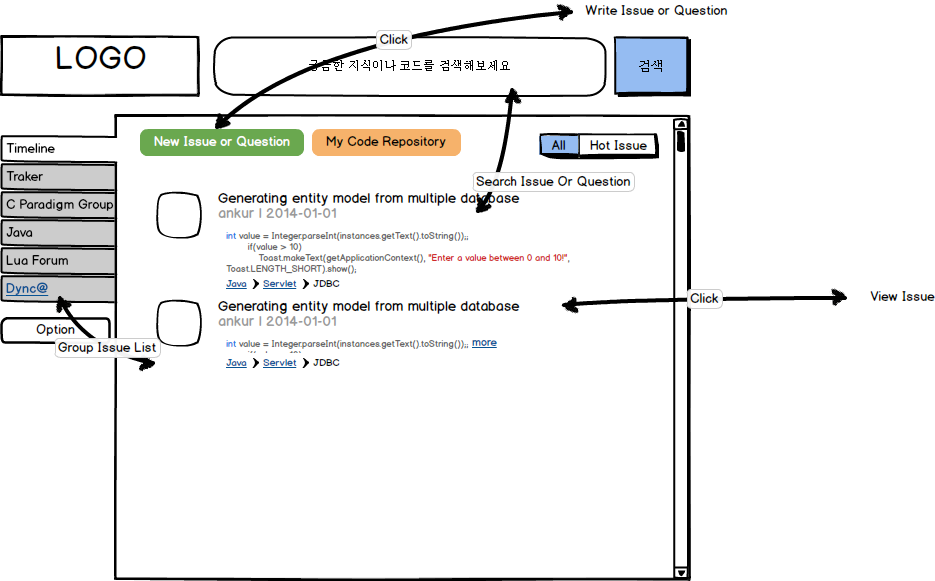 Write Issue or Question
Click
LOGO
궁금한 지식이나 코드를 검색해보세요
검색
New Issue or Question
My Code Repository
All
Hot Issue
Timeline
Traker
C Paradigm Group
Java
Lua Forum
Dync@
Option
Group Issue List
Search Issue Or Question
Generating entity model from multiple database
ankur | 2014-01-01
int value = IntegerparseInt(instances.getText().toString());;
if(value > 10)
Toast.makeText(getApplicationContext(), "Enter a value between 0 and 10!",
Toast.LENGTH_SHORT).show();
Java Servlet JDBC
Generating entity model from multiple database
ankur | 2014-01-01
int value = IntegerparseInt(instances.getText().toString());; more
Java Servlet JDBC
Click
View Issue